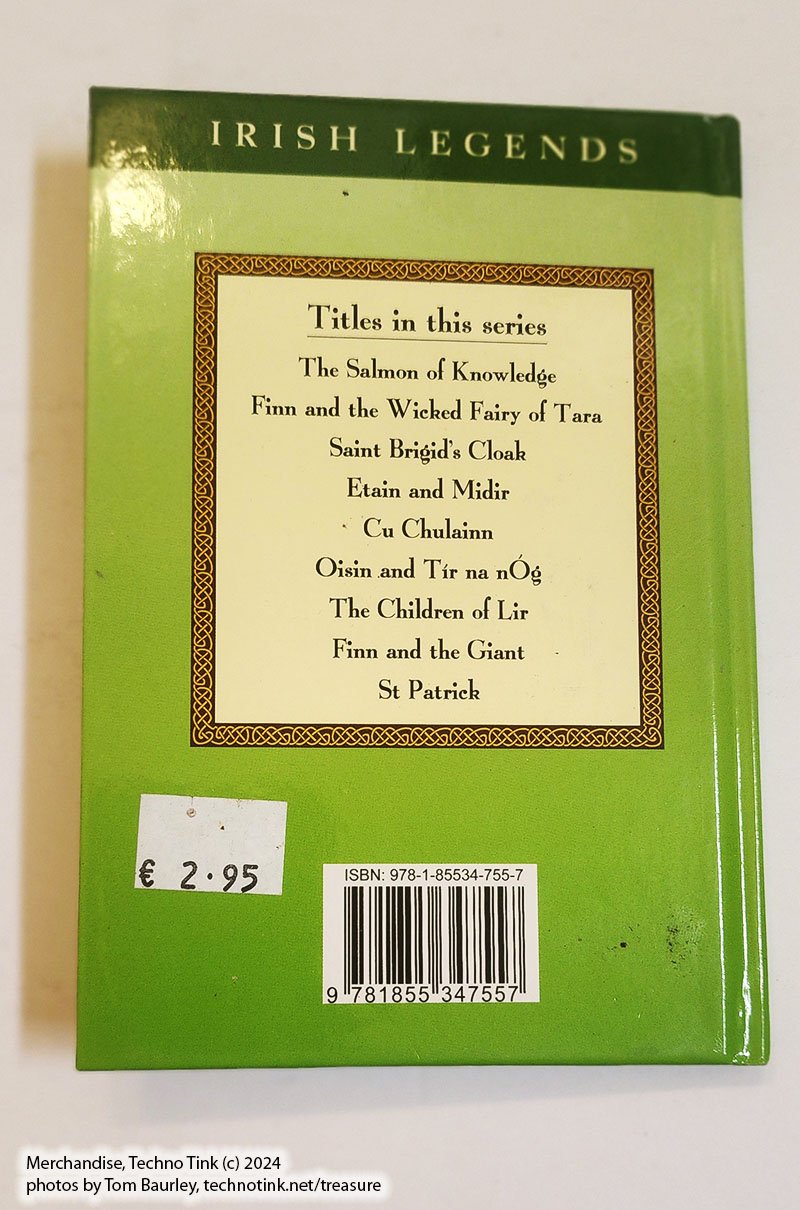 IRISH LEGENDS
Titles in this series
The Salmon of Knowledge
Finn and the Wicked Fairy of Tara
Saint Brigid's Cloak
Etain and Midir
Cu Chulainn
Oisin and Tír na nÓg
The Children of Lir
Finn and the Giant
St Patrick
€ 2.95
ISBN: 978-1-85534-755-7
9 781855 347557
Merchandise, Techno Tink (c) 2024
photos by Tom Baurley, technotink.net/treasure